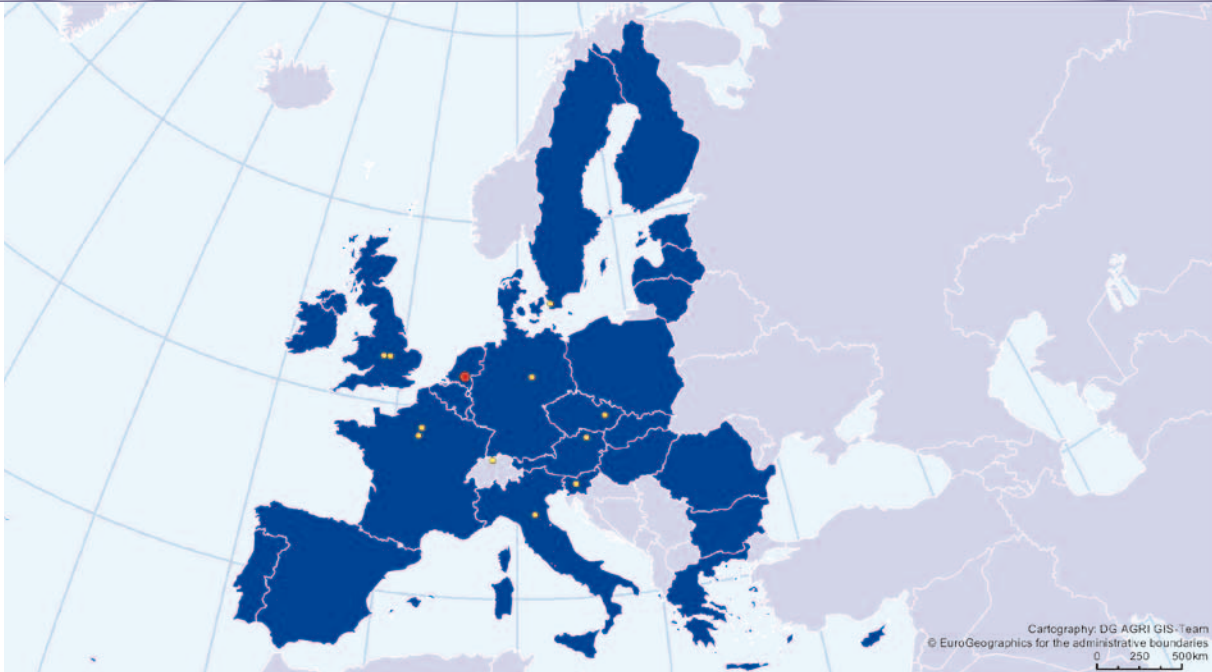 Cartography: DG AGRI GIS-Team
© EuroGeographics for the administrative boundaries
0 250 500km